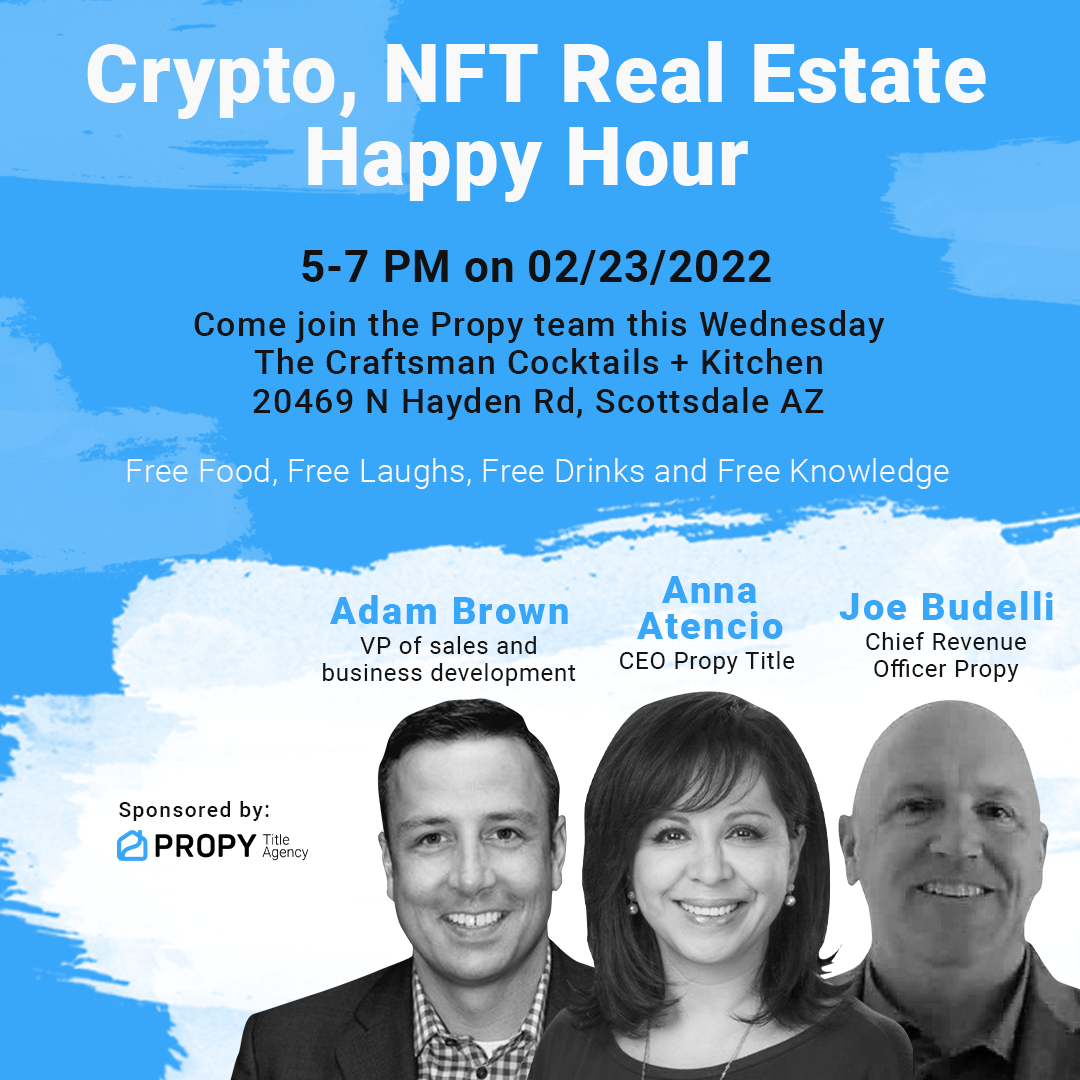 Crypto, NFT Real Estate
Happy Hour
5-7 PM on 02/23/2022
Come join the Propy team this Wednesday
The Craftsman Cocktails + Kitchen
20469 N Hayden Rd, Scottsdale AZ
Free Food, Free Laughs, Free Drinks and Free Knowledge
Adam Brown
VP of sales and
business development
Anna
Atencio
CEO Propy Title
Joe Budelli
Chief Revenue
Officer Propy
Sponsored by:
PROPY Title
Agency